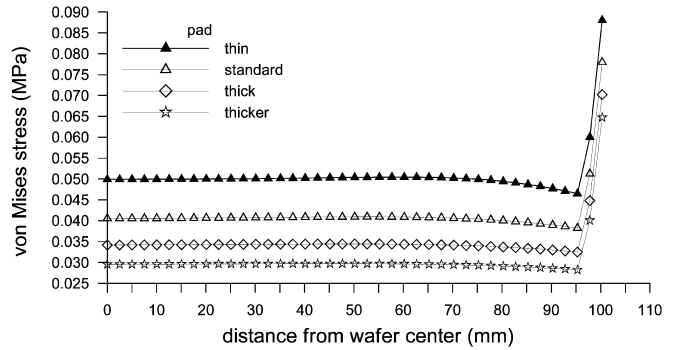 0.090
0.085
0.080
0.075
0.070
0.065
0.060
0.055
0.050
0.045
0.040
0.035
0.030
0.025
von Mises stress (MPa)
pad
thin
standard
thick
thicker
0 10 20 30 40 50 60 70 80 90 100 110
distance from wafer center (mm)